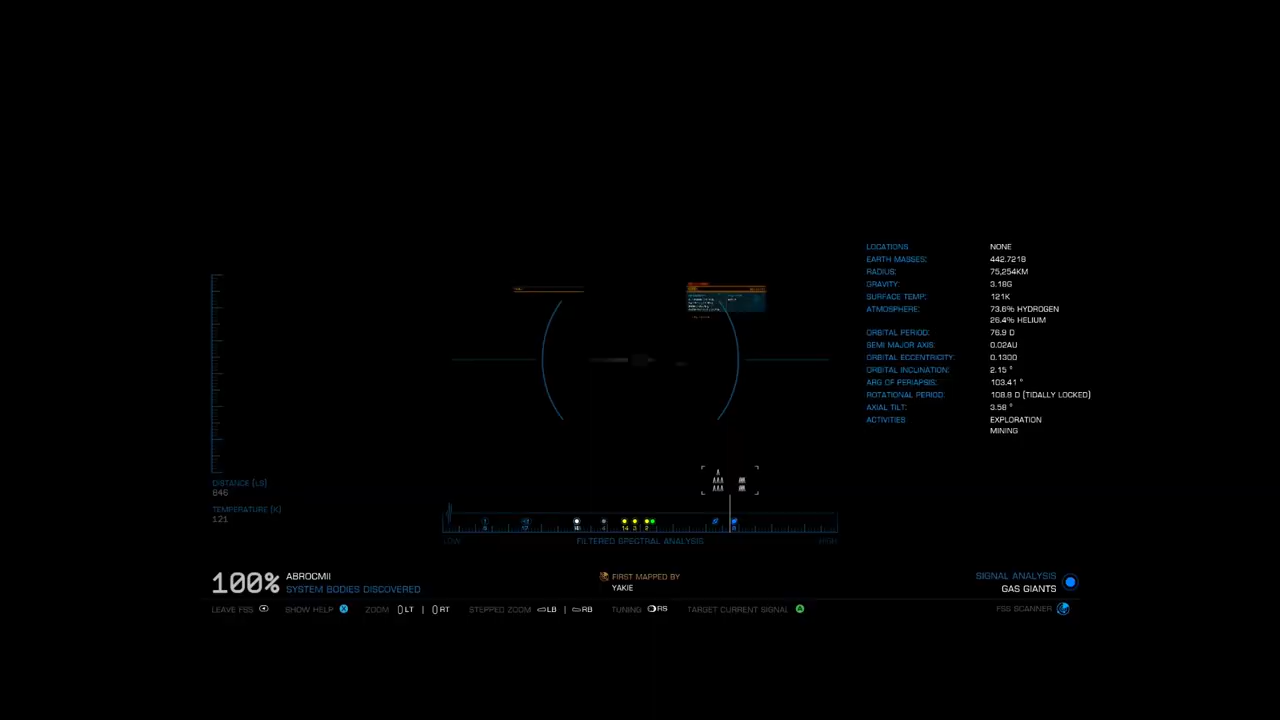 LOCATIONS NONE
EARTH MASSES: 442.7218
RADIUS: 75,254KM
GRAVITY: 3.18G
SURFACE TEMP: 121K
ATMOSPHERE: 73.6% HYDROGEN
26.4% HELIUM
ORBITAL PERIOD: 76.9 D
SEMI MAJOR AXIS: 0.02AU
ORBITAL ECCENTRICITY: 0.1300
ORBITAL INCLINATION: 2.15 °
ARG OF PERIAPSIS: 103.41 °
ROTATIONAL PERIOD: 108.8 D (TIDALLY LOCKED)
AXIAL TILT: 3.58 °
ACTIVITIES EXPLORATION
MINING
DISTANCE (LS)
846
TEMPERATURE (K)
121
14 3 2
LOW FILTERED SPECTRAL ANALYSIS HIGH
100% ABROCMII
SYSTEM BODIES DISCOVERED
FIRST MAPPED BY
YAKIE
SIGNAL ANALYSIS
GAS GIANTS
LEAVE FSS SHOW HELP X ZOOM LT | RT STEPPED ZOOM LB | RB TUNING RS TARGET CURRENT SIGNAL A FSS SCANNER